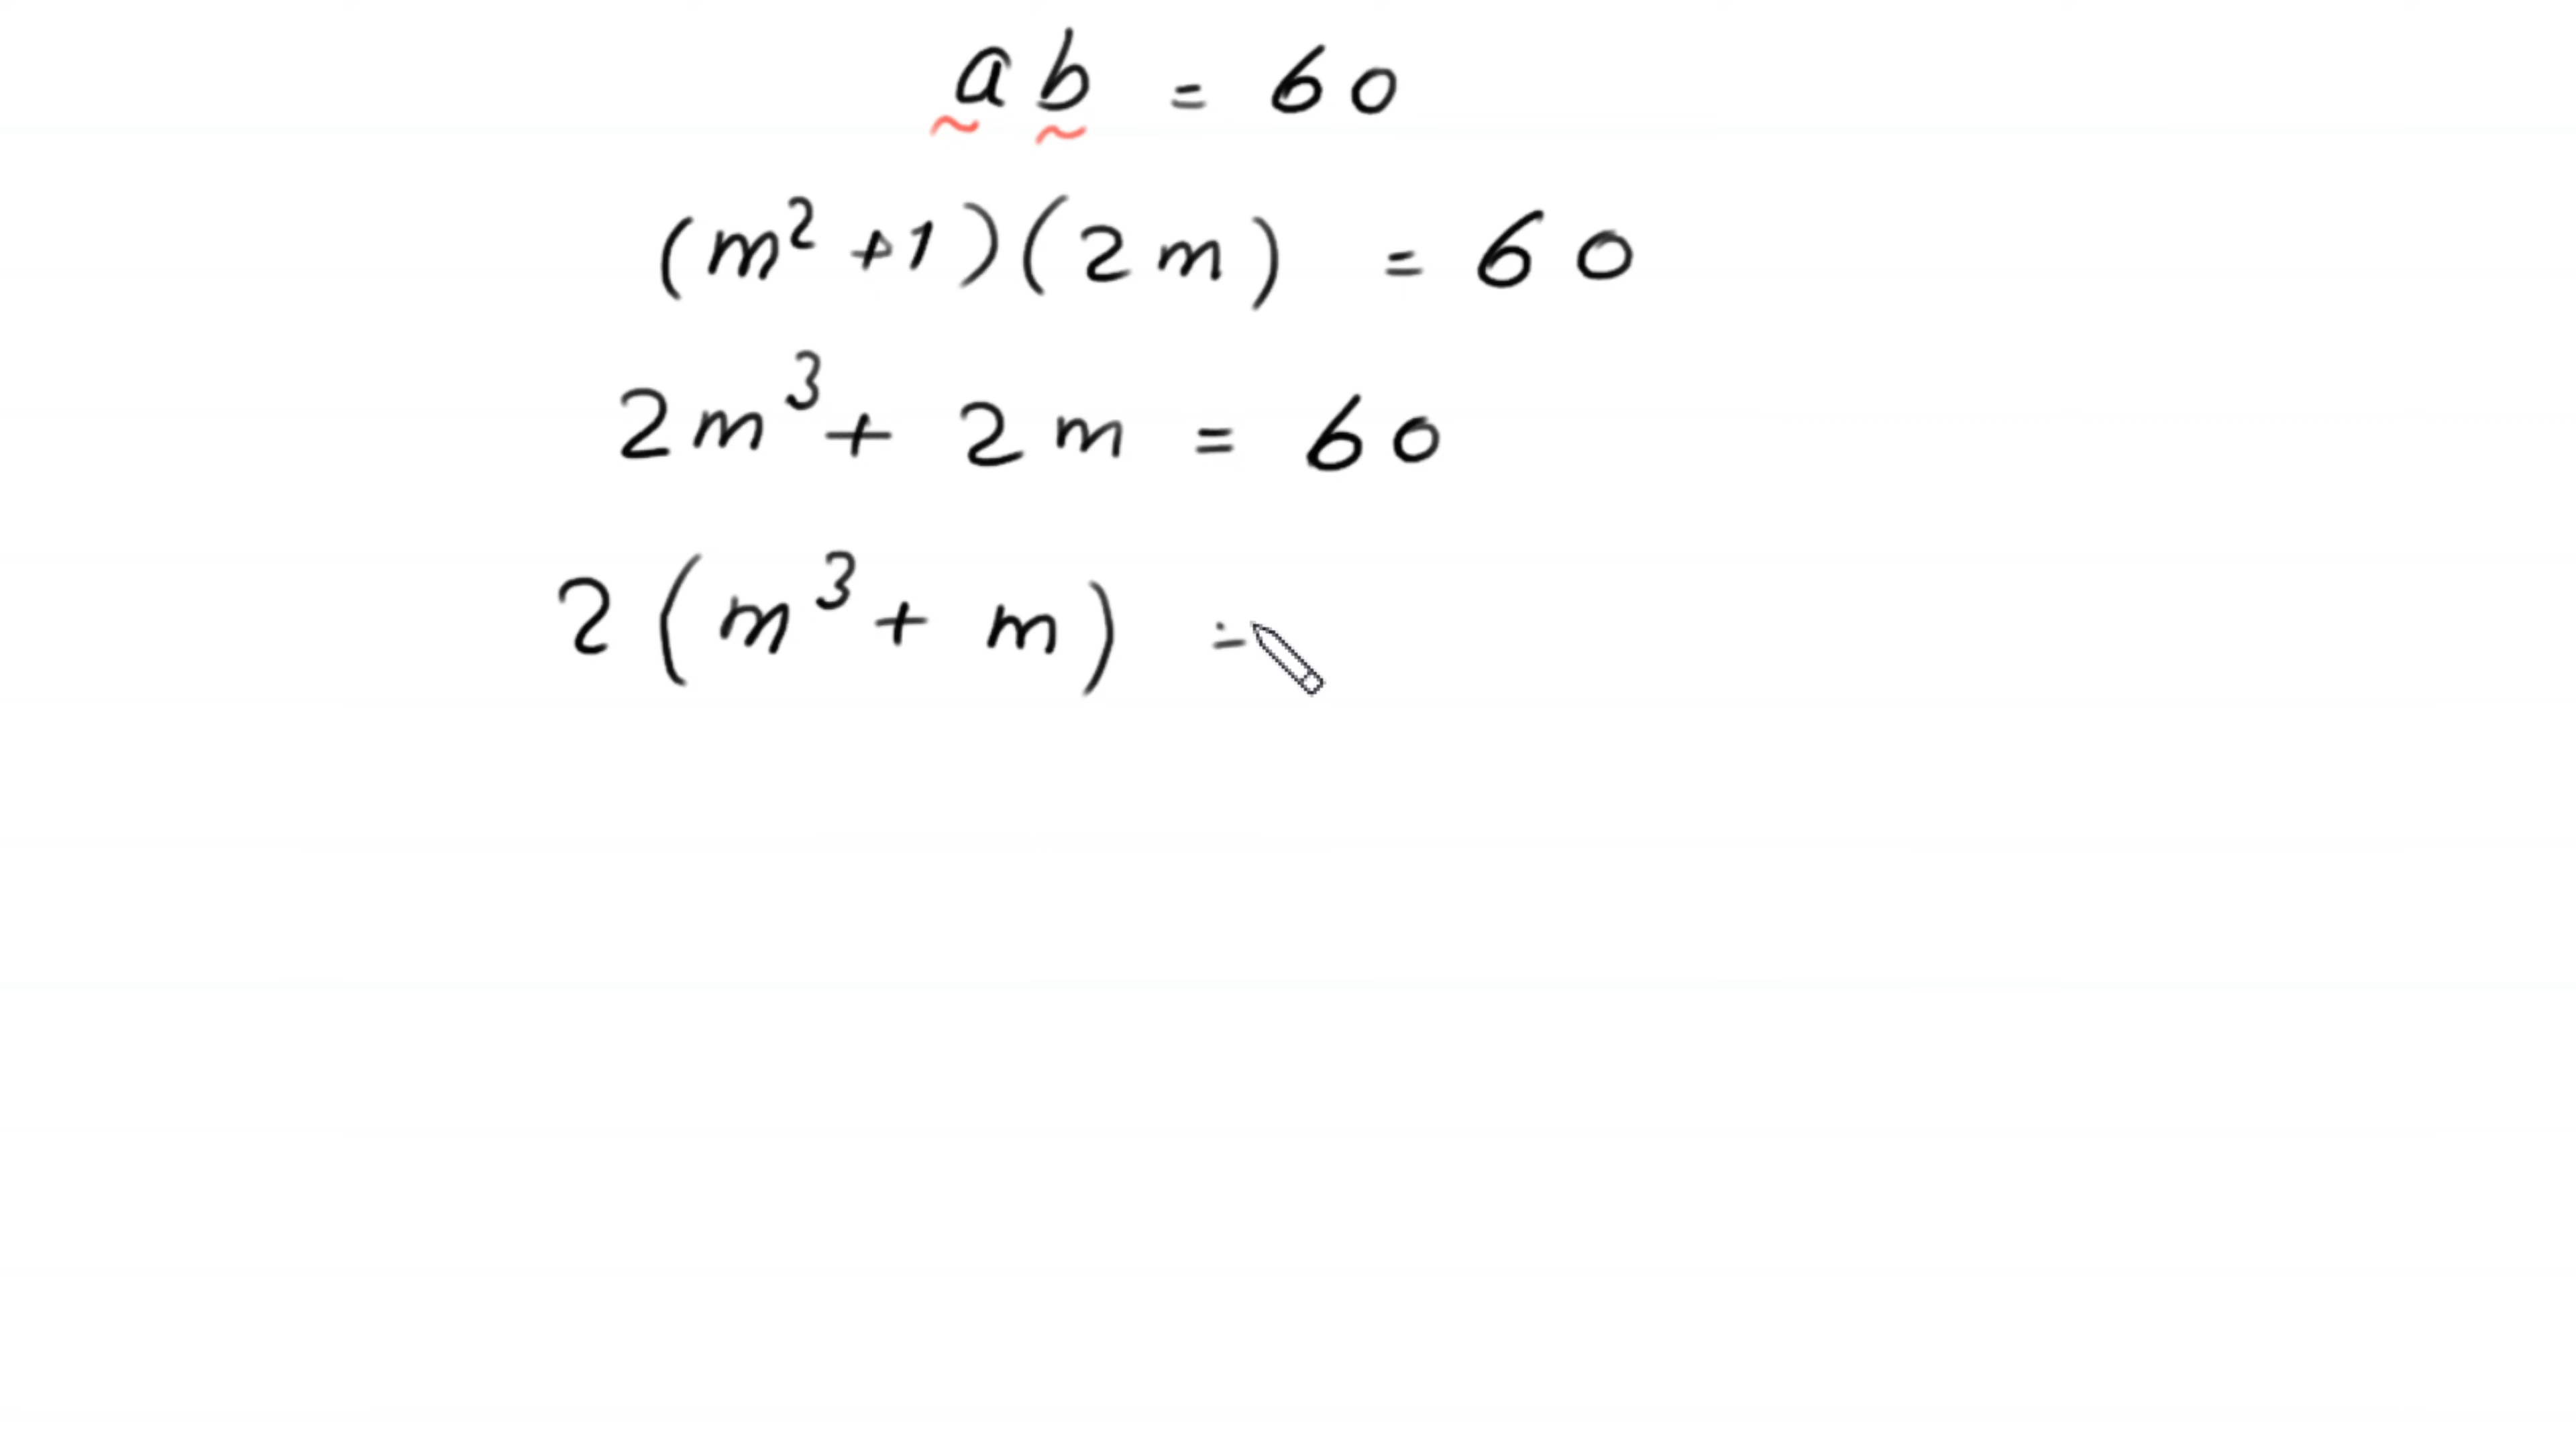 ab = 60
(m² + 1)(2m) = 60
2m³ + 2m = 60
2(m³ + m) =